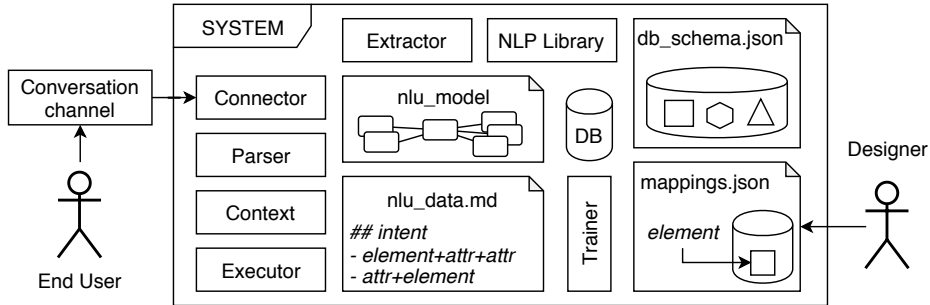 SYSTEM
Extractor
NLP Library
db_schema.json
Conversation
channel
Connector
nlu_model
DB
Parser
Designer
nlu_data.md
mappings.json
Context
## intent
- element+attr+attr
- attr+element
Trainer
element
Executor
End User